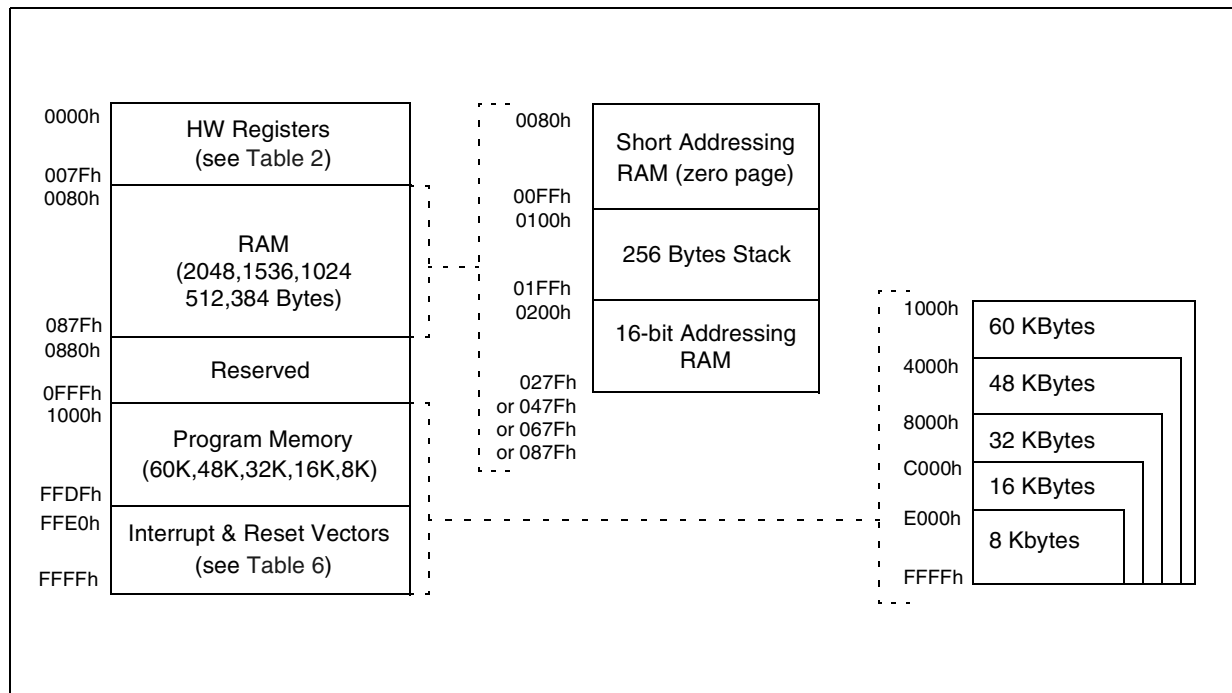 0000h
HW Registers
(see Table 2)
007Fh
0080h
RAM
(2048,1536,1024
512,384 Bytes)
087Fh
0880h
Reserved
0FFFh
1000h
Program Memory
(60K,48K,32K,16K,8K)
FFDFh
FFE0h
Interrupt & Reset Vectors
(see Table 6)
FFFFh
0080h
Short Addressing
RAM (zero page)
00FFh
0100h
256 Bytes Stack
01FFh
0200h
16-bit Addressing
RAM
027Fh
or 047Fh
or 067Fh
or 087Fh
1000h
60 KBytes
4000h
48 KBytes
8000h
32 KBytes
C000h
16 KBytes
E000h
8 Kbytes
FFFFh